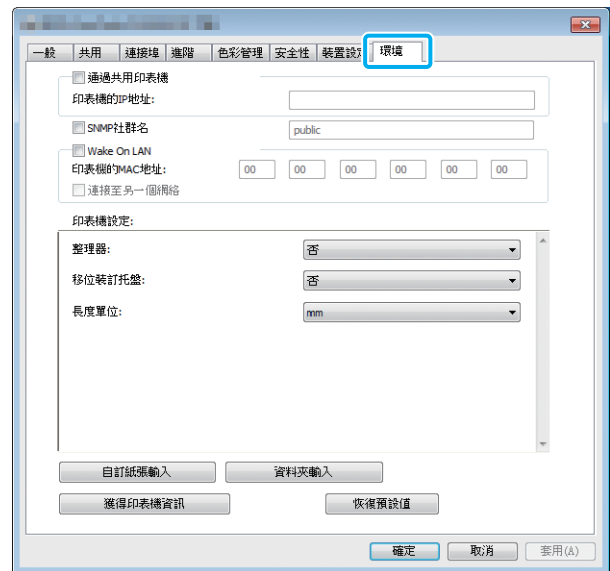 一般 共用 連接埠 進階 色彩管理 安全性 裝置設定 環境
通過共用印表機
印表機的IP地址:
SNMP社群名 public
Wake On LAN
印表機的MAC地址: 00 00 00 00 00 00
連接至另一個網絡
印表機設定:
整理器: 否
移位裝訂托盤: 否
長度單位: mm
自訂紙張輸入 資料夾輸入
獲得印表機資訊 恢復預設值
確定 取消 套用(A)